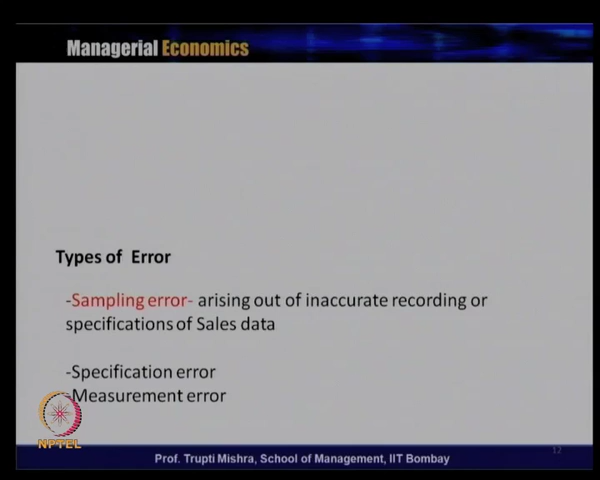 Managerial Economics
Types of Error
-Sampling error- arising out of inaccurate recording or
specifications of Sales data
-Specification error
-Measurement error
NPTEL
Prof. Trupti Mishra, School of Management, IIT Bombay
12